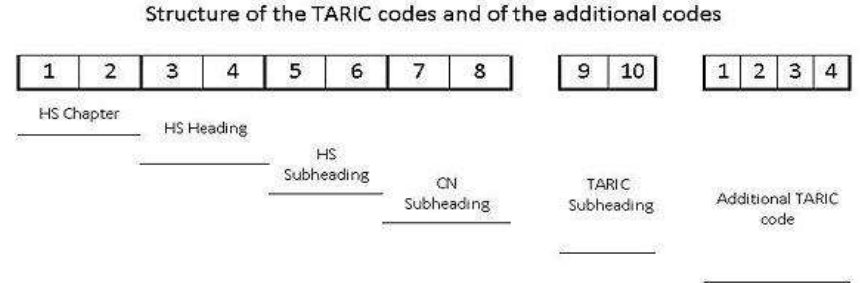 Structure of the TARIC codes and of the additional codes
1 2 3 4 5 6 7 8 9 10 1 2 3 4
HS Chapter
HS Heading
HS
Subheading
CN
Subheading
TARIC
Subheading
Additional TARIC
code